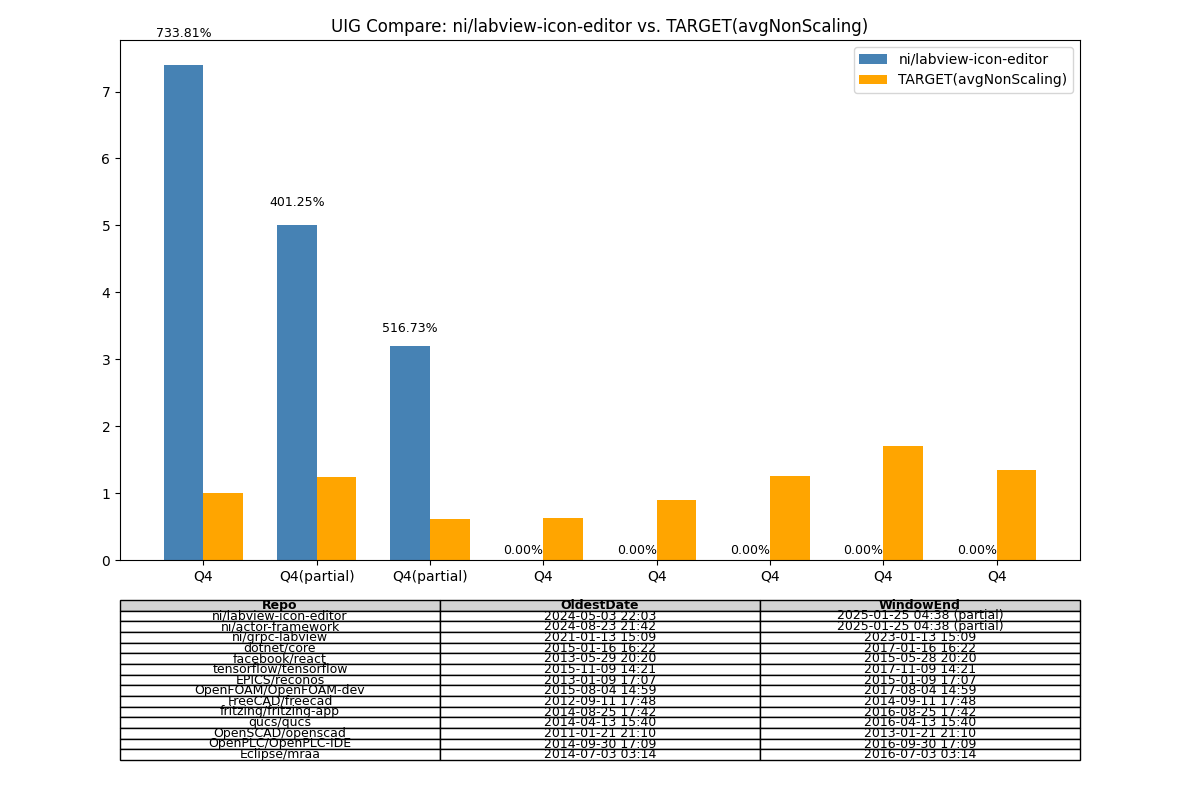 UIG Compare: ni/labview-icon-editor vs. TARGET(avgNonScaling)
733.81%
ni/labview-icon-editor
TARGET(avgNonScaling)
7
6
401.25%
5
4
516.73%
3
2
1
0.00% 0.00% 0.00% 0.00% 0.00%
0
Q4 Q4(partial) Q4(partial) Q4 Q4 Q4 Q4 Q4
Repo OldestDate WindowEnd
ni/labview-icon-editor 2024-05-03 22:03 2025-01-25 04:38 (partial)
ni/actor-framework 2024-08-23 21:42 2025-01-25 04:38 (partial)
ni/grpc-labview 2021-01-13 15:09 2023-01-13 15:09
dotnet/core 2015-01-16 16:22 2017-01-16 16:22
facebook/react 2013-05-29 20:20 2015-05-28 20:20
tensorflow/tensorflow 2015-11-09 14:21 2017-11-09 14:21
EPICS/reconos 2013-01-09 17:07 2015-01-09 17:07
OpenFOAM/OpenFOAM-dev 2015-08-04 14:59 2017-08-04 14:59
FreeCAD/freecad 2012-09-11 17:48 2014-09-11 17:48
fritzing/fritzing-app 2014-08-25 17:42 2016-08-25 17:42
qucs/qucs 2014-04-13 15:40 2016-04-13 15:40
OpenSCAD/openscad 2011-01-21 21:10 2013-01-21 21:10
OpenPLC/OpenPLC-IDE 2014-09-30 17:09 2016-09-30 17:09
Eclipse/mraa 2014-07-03 03:14 2016-07-03 03:14